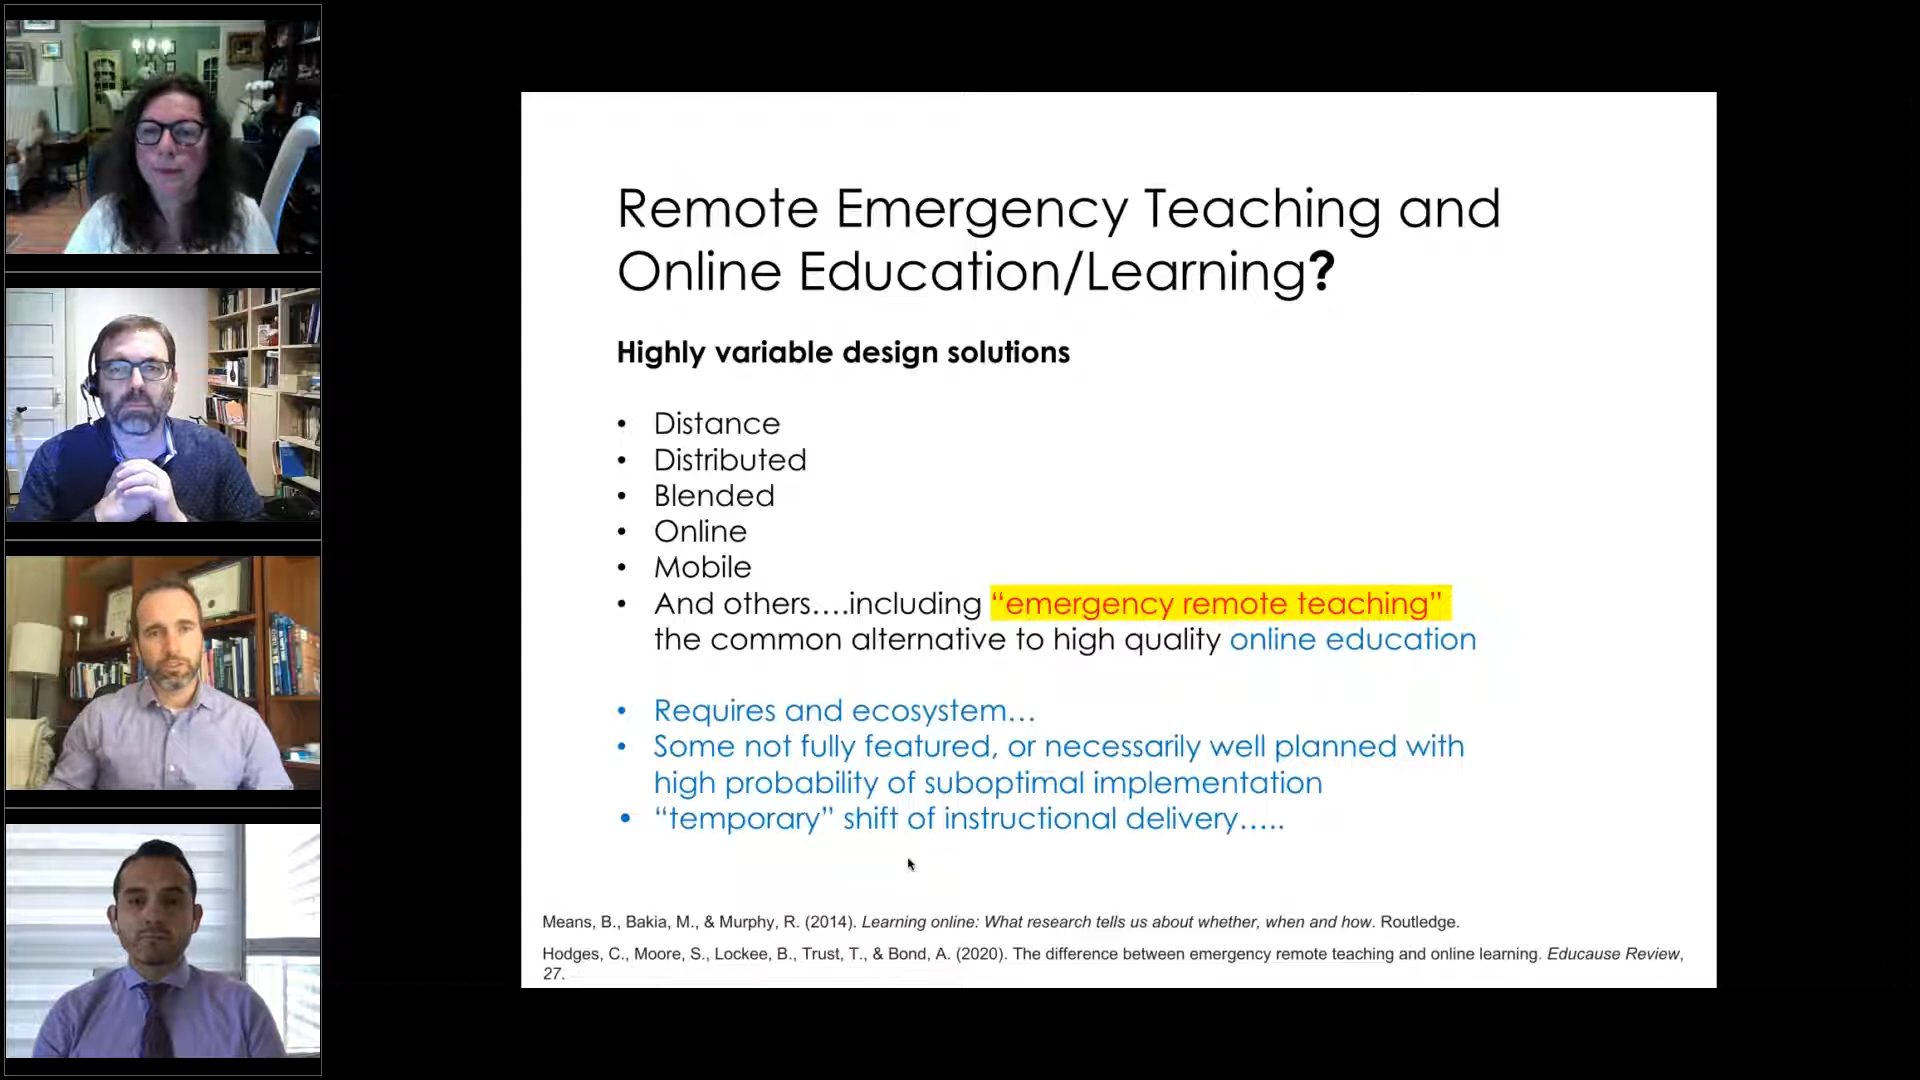 Remote Emergency Teaching and
Online Education/Learning?
Highly variable design solutions
• Distance
• Distributed
• Blended
• Online
• Mobile
• And others....including “emergency remote teaching”
the common alternative to high quality online education
• Requires and ecosystem...
• Some not fully featured, or necessarily well planned with
high probability of suboptimal implementation
• “temporary” shift of instructional delivery.....
Means, B., Bakia, M., & Murphy, R. (2014). Learning online: What research tells us about whether, when and how. Routledge.
Hodges, C., Moore, S., Lockee, B., Trust, T., & Bond, A. (2020). The difference between emergency remote teaching and online learning. Educause Review,
27.